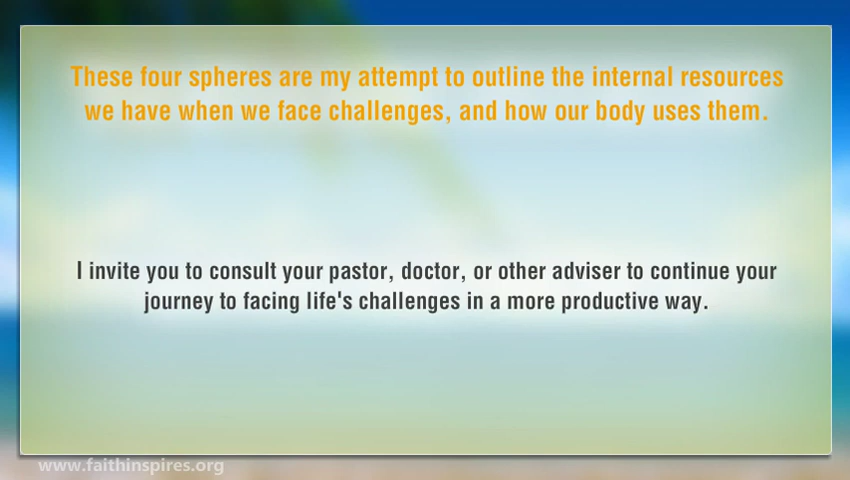 These four spheres are my attempt to outline the internal resources
we have when we face challenges, and how our body uses them.
I invite you to consult your pastor, doctor, or other adviser to continue your
journey to facing life's challenges in a more productive way.
www.faithinspires.org